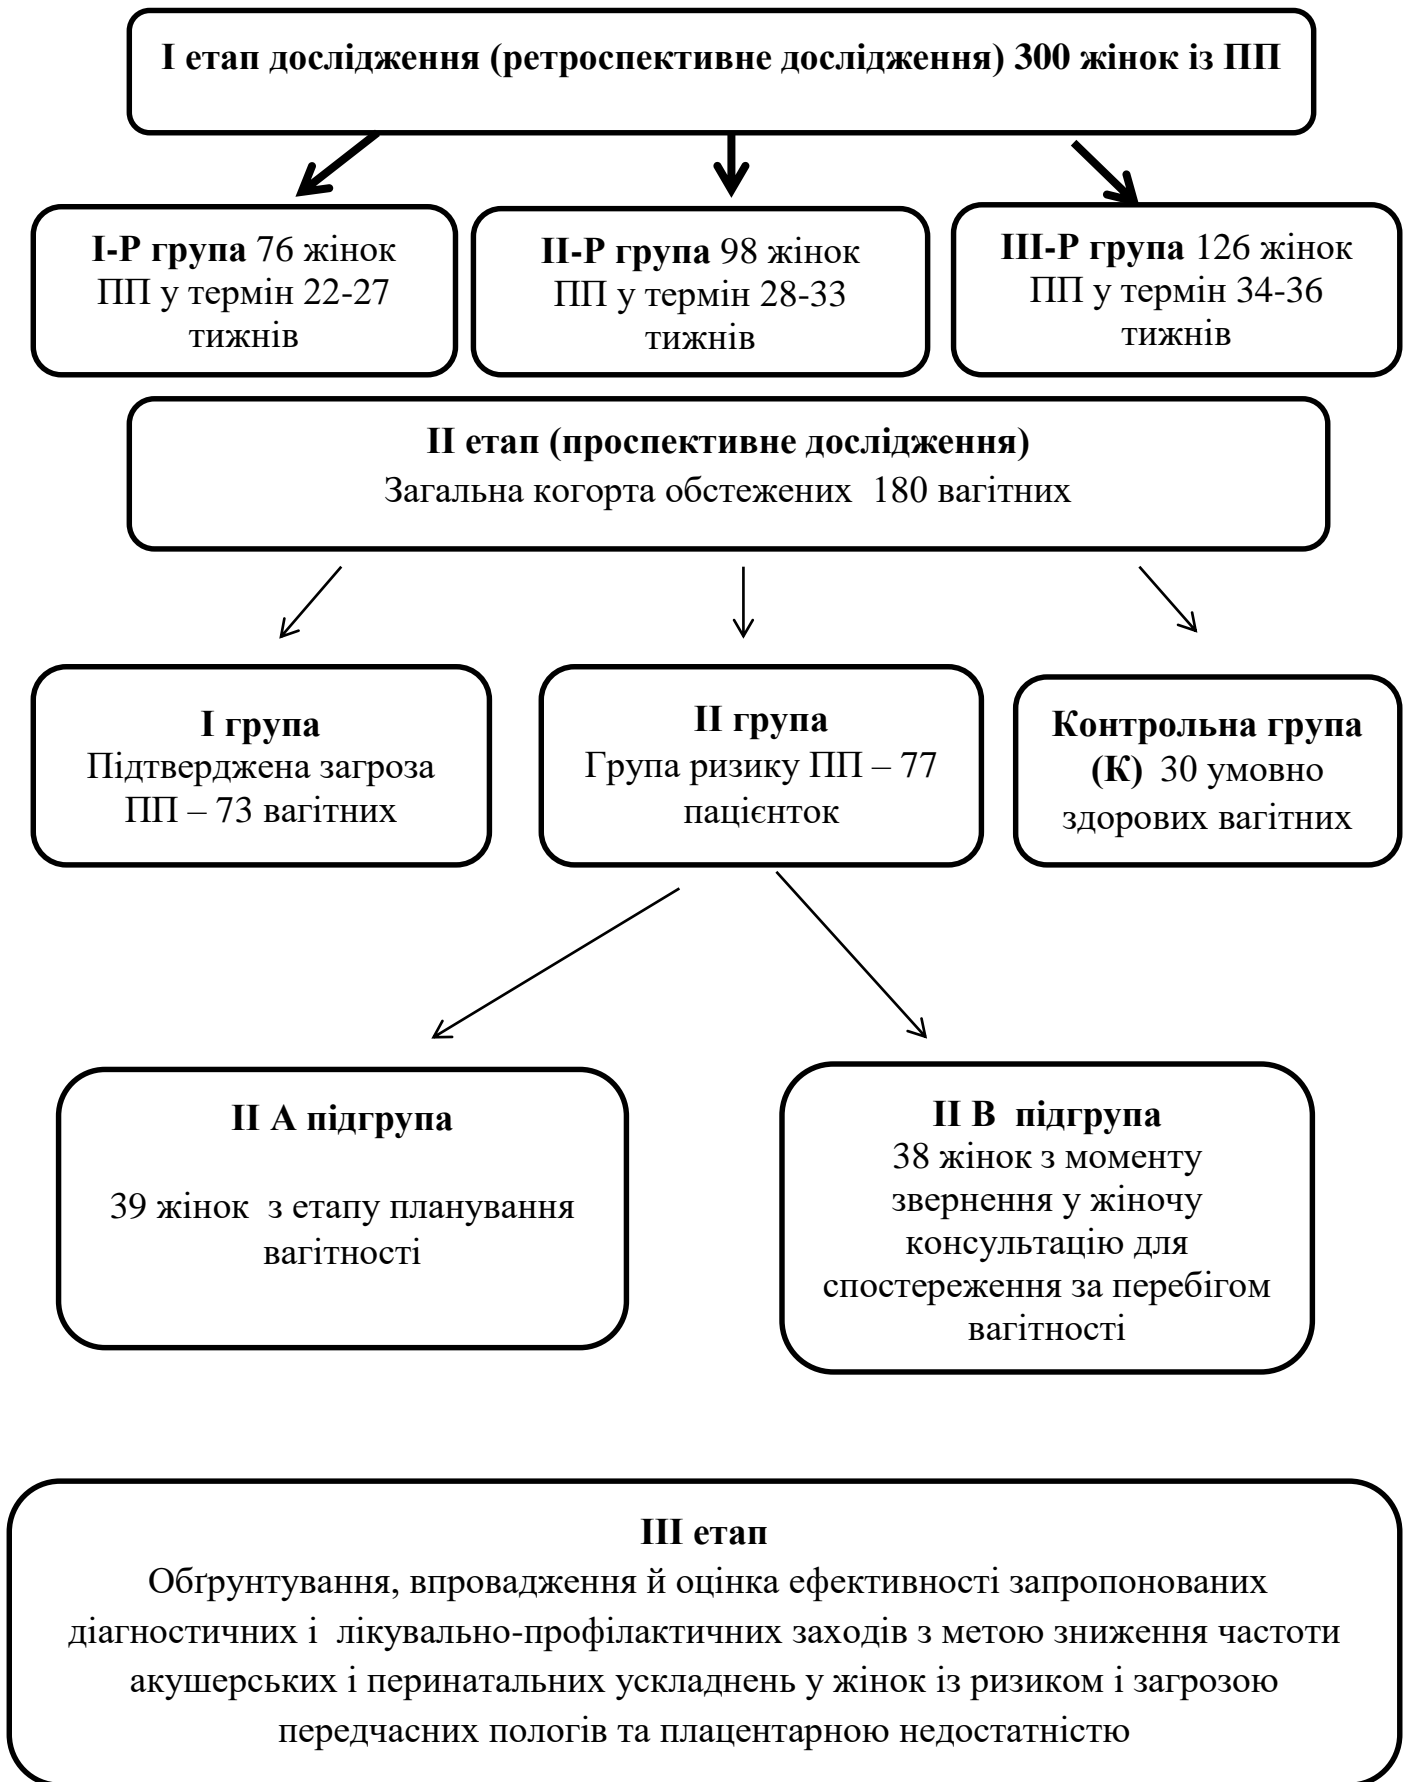 І етап дослідження (ретроспективне дослідження) 300 жінок із ПП
І-Р група 76 жінок
ПП у термін 22-27
тижнів
ІІ-Р група 98 жінок
ПП у термін 28-33
тижнів
ІІІ-Р група 126 жінок
ПП у термін 34-36
тижнів
ІІ етап (проспективне дослідження)
Загальна когорта обстежених 180 вагітних
І група
Підтверджена загроза
ПП – 73 вагітних
ІІ група
Група ризику ПП – 77
пацієнток
Контрольна група
(К) 30 умовно
здорових вагітних
ІІ А підгрупа
39 жінок з етапу планування
вагітності
ІІ В підгрупа
38 жінок з моменту
звернення у жіночу
консультацію для
спостереження за перебігом
вагітності
ІІІ етап
Обґрунтування, впровадження й оцінка ефективності запропонованих
діагностичних і лікувально-профілактичних заходів з метою зниження частоти
акушерських і перинатальних ускладнень у жінок із ризиком і загрозою
передчасних пологів та плацентарною недостатністю